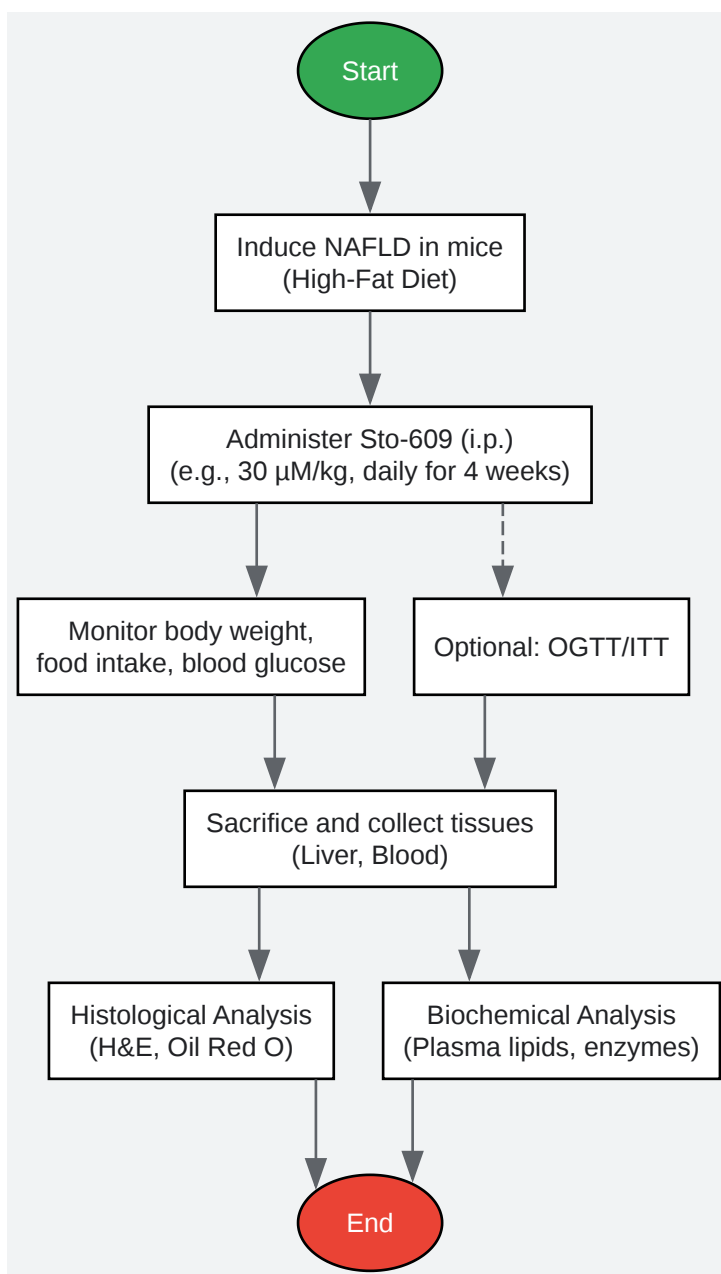 Start
Induce NAFLD in mice
(High-Fat Diet)
Administer Sto-609 (i.p.)
(e.g., 30 µM/kg, daily for 4 weeks)
Monitor body weight,
food intake, blood glucose
Optional: OGTT/ITT
Sacrifice and collect tissues
(Liver, Blood)
Histological Analysis
(H&E, Oil Red O)
Biochemical Analysis
(Plasma lipids, enzymes)
End